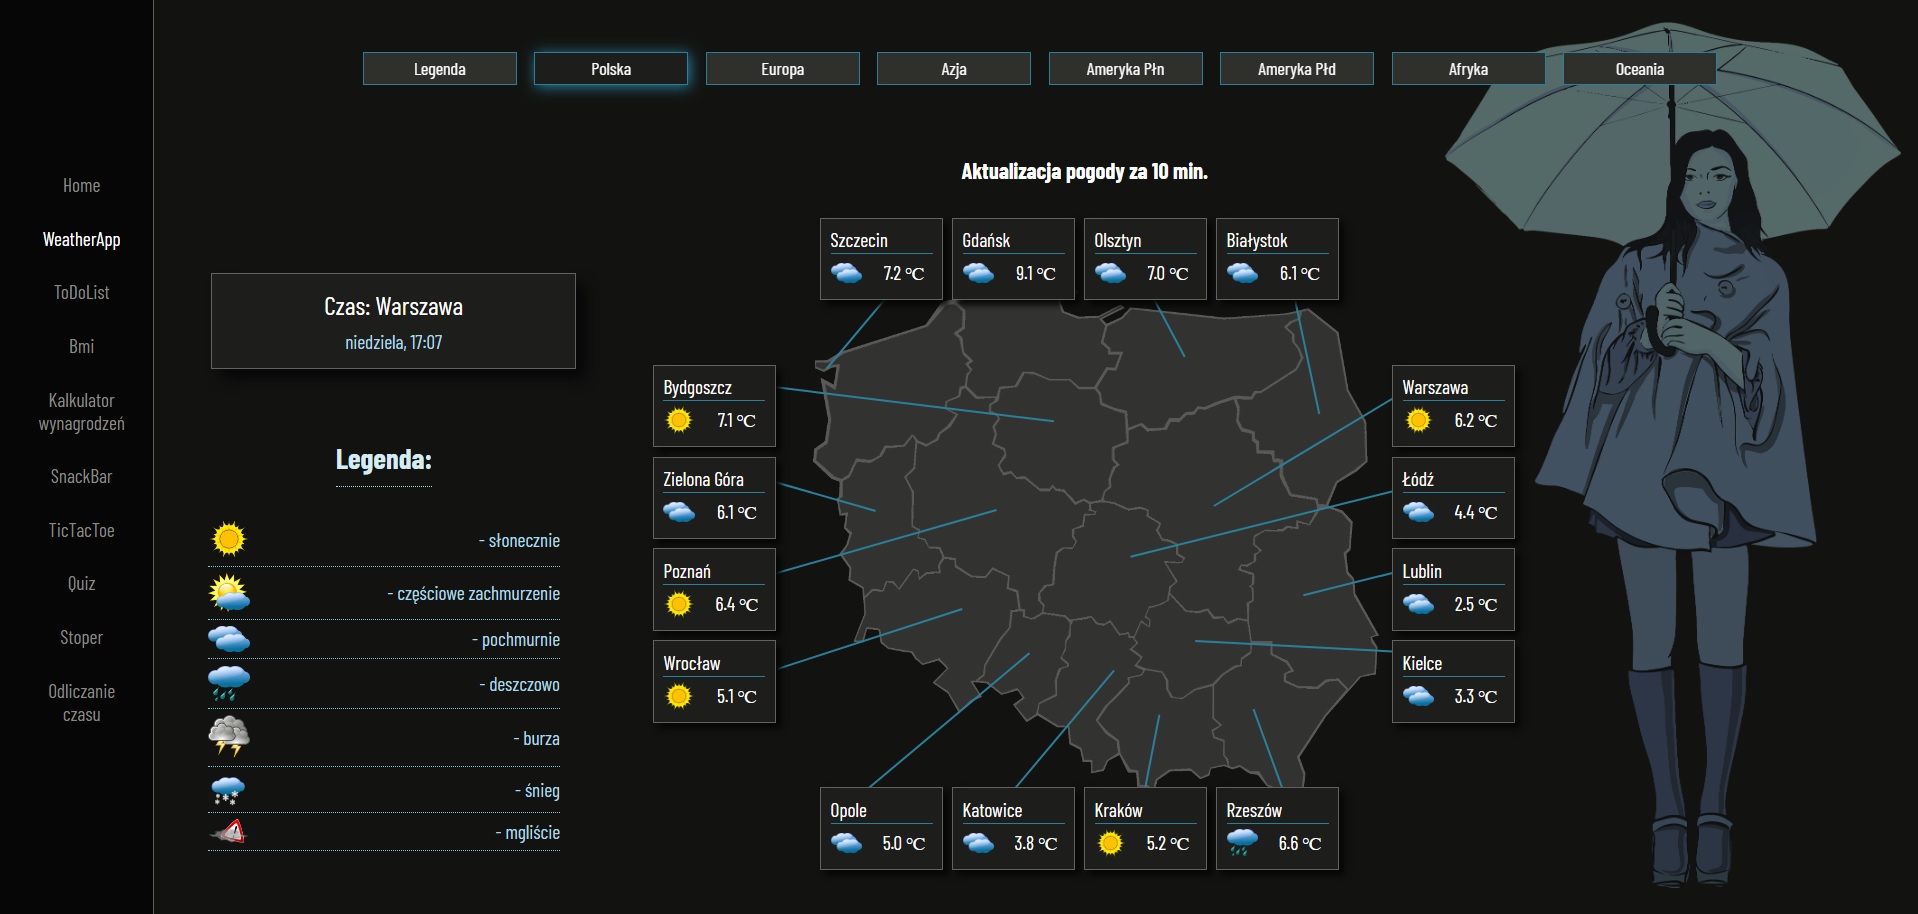 Legenda
Polska
Europa
Azja
Ameryka Płn
Ameryka Płd
Afryka
Oceania
Home
WeatherApp
ToDoList
Bmi
Kalkulator
wynagrodzeń
SnackBar
TicTacToe
Quiz
Stoper
Odliczanie
czasu
Czas: Warszawa
niedziela, 17:07
Legenda:
- słonecznie
- częściowe zachmurzenie
- pochmurnie
- deszczowo
- burza
- śnieg
- mgliście
Aktualizacja pogody za 10 min.
Szczecin
7.2 °C
Gdańsk
9.1 °C
Olsztyn
7.0 °C
Białystok
6.1 °C
Bydgoszcz
7.1 °C
Zielona Góra
6.1 °C
Poznań
6.4 °C
Wrocław
5.1 °C
Warszawa
6.2 °C
Łódź
4.4 °C
Lublin
2.5 °C
Kielce
3.3 °C
Opole
5.0 °C
Katowice
3.8 °C
Kraków
5.2 °C
Rzeszów
6.6 °C